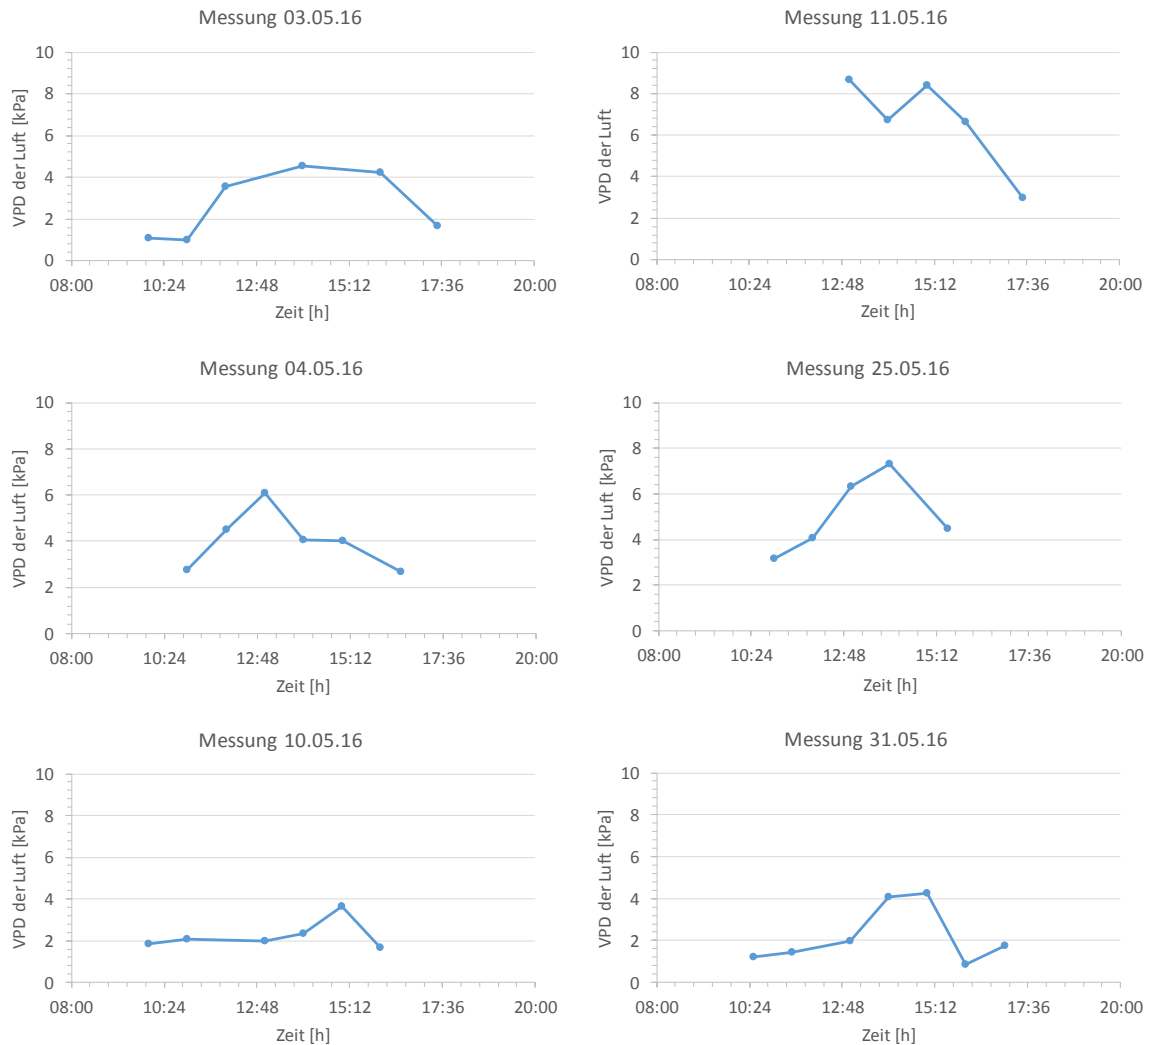 Messung 03.05.16
VPD der Luft [kPa]
10
8
6
4
2
0
08:00 10:24 12:48 15:12 17:36 20:00
Zeit [h]
Messung 11.05.16
VPD der Luft
10
8
6
4
2
0
08:00 10:24 12:48 15:12 17:36 20:00
Zeit [h]
Messung 04.05.16
VPD der Luft [kPa]
10
8
6
4
2
0
08:00 10:24 12:48 15:12 17:36 20:00
Zeit [h]
Messung 25.05.16
VPD der Luft [kPa]
10
8
6
4
2
0
08:00 10:24 12:48 15:12 17:36 20:00
Zeit [h]
Messung 10.05.16
VPD der Luft [kPa]
10
8
6
4
2
0
08:00 10:24 12:48 15:12 17:36 20:00
Zeit [h]
Messung 31.05.16
VPD der Luft [kPa]
10
8
6
4
2
0
08:00 10:24 12:48 15:12 17:36 20:00
Zeit [h]